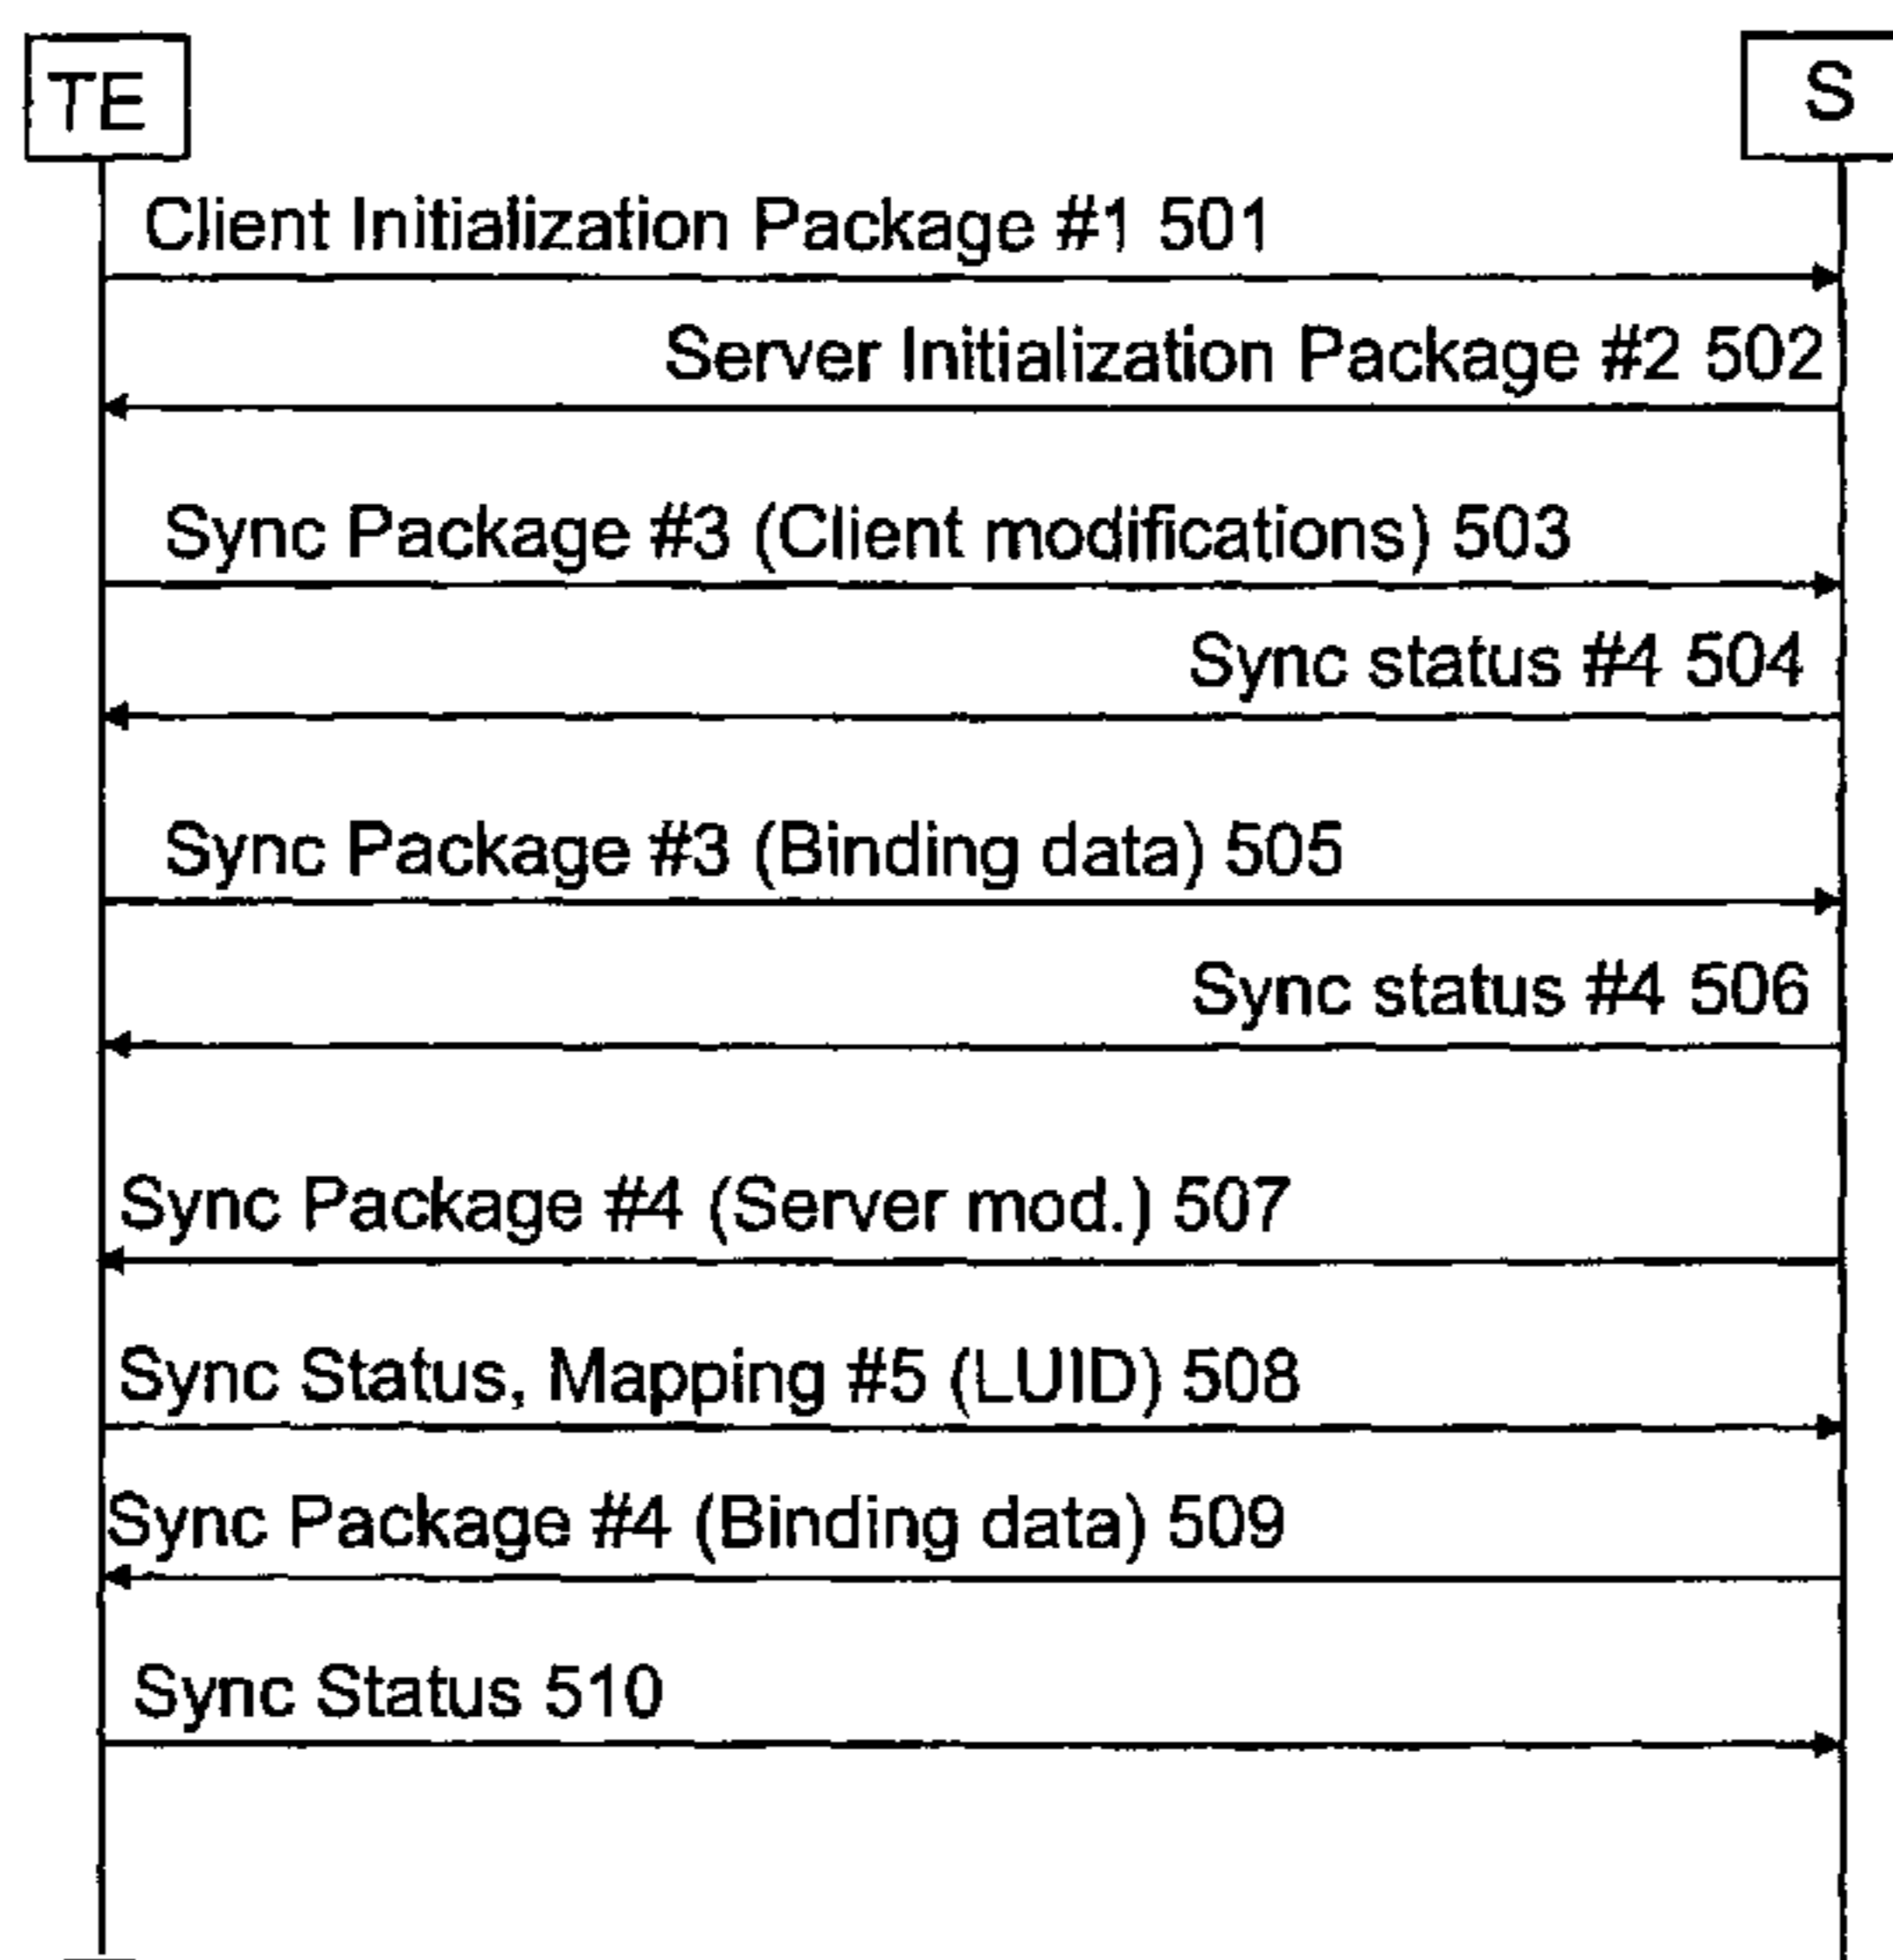 TE
S
Client Initialization Package #1 501
Server Initialization Package #2 502
Sync Package #3 (Client modifications) 503
Sync status #4 504
Sync Package #3 (Binding data) 505
Sync status #4 506
Sync Package #4 (Server mod.) 507
Sync Status, Mapping #5 (LUID) 508
Sync Package #4 (Binding data) 509
Sync Status 510